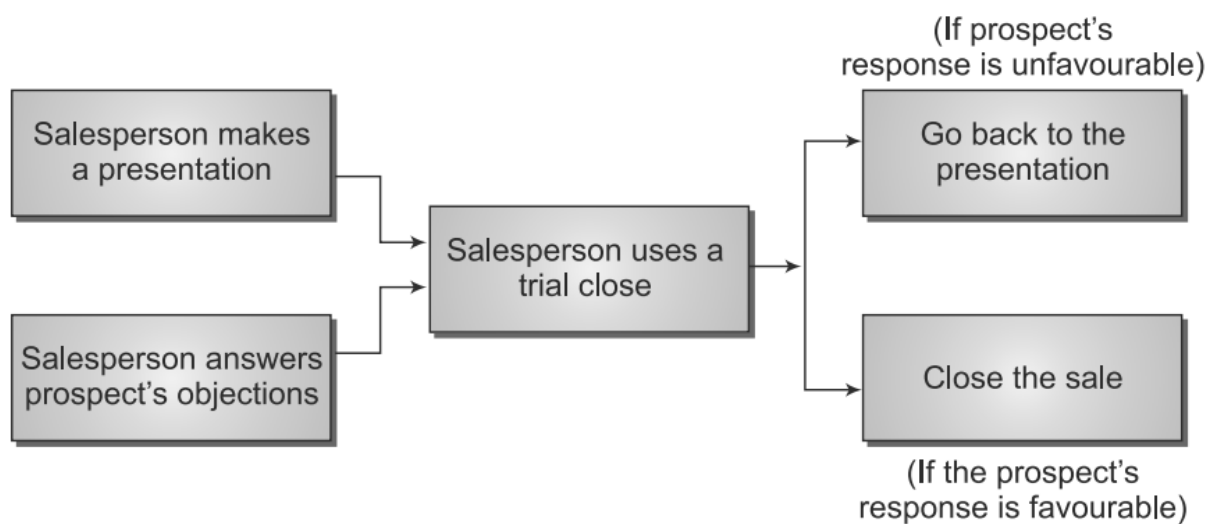 Salesperson makes
a presentation
Salesperson answers
prospect's objections
Salesperson uses a
trial close
(If prospect's
response is unfavourable)
Go back to the
presentation
Close the sale
(If the prospect's
response is favourable)